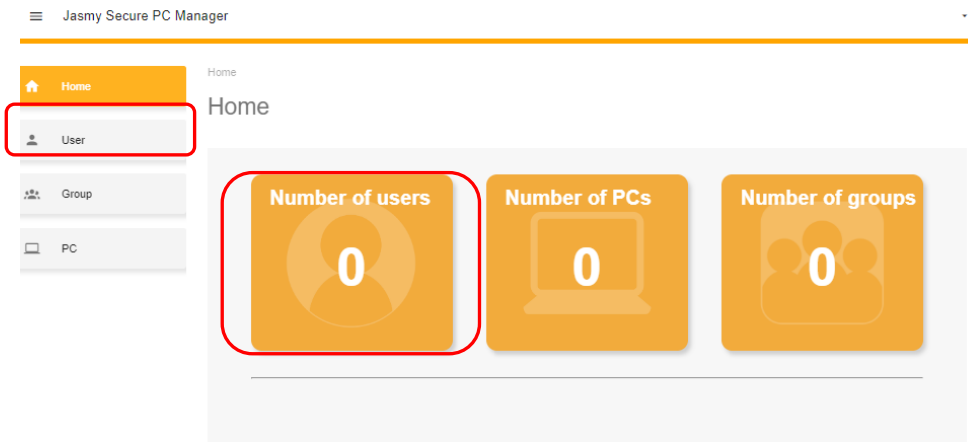 Jasmy Secure PC Manager
Home
User
Group
PC
Home
Home
Number of users
0
Number of PCs
0
Number of groups
0